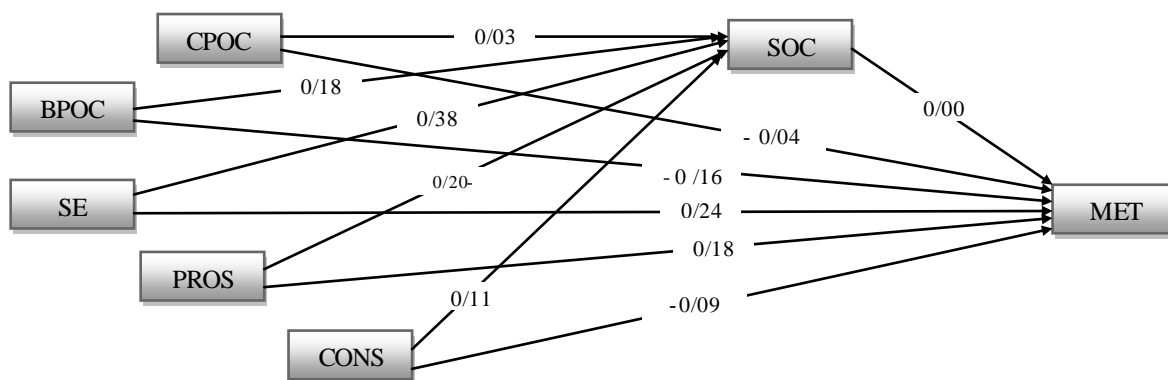 CPOC
0/03
SOC
BPOC
0/18
0/38
0/00
- 0/04
SE
0/20-
- 0 /16
0/24
MET
PROS
0/18
0/11
- 0/09
CONS